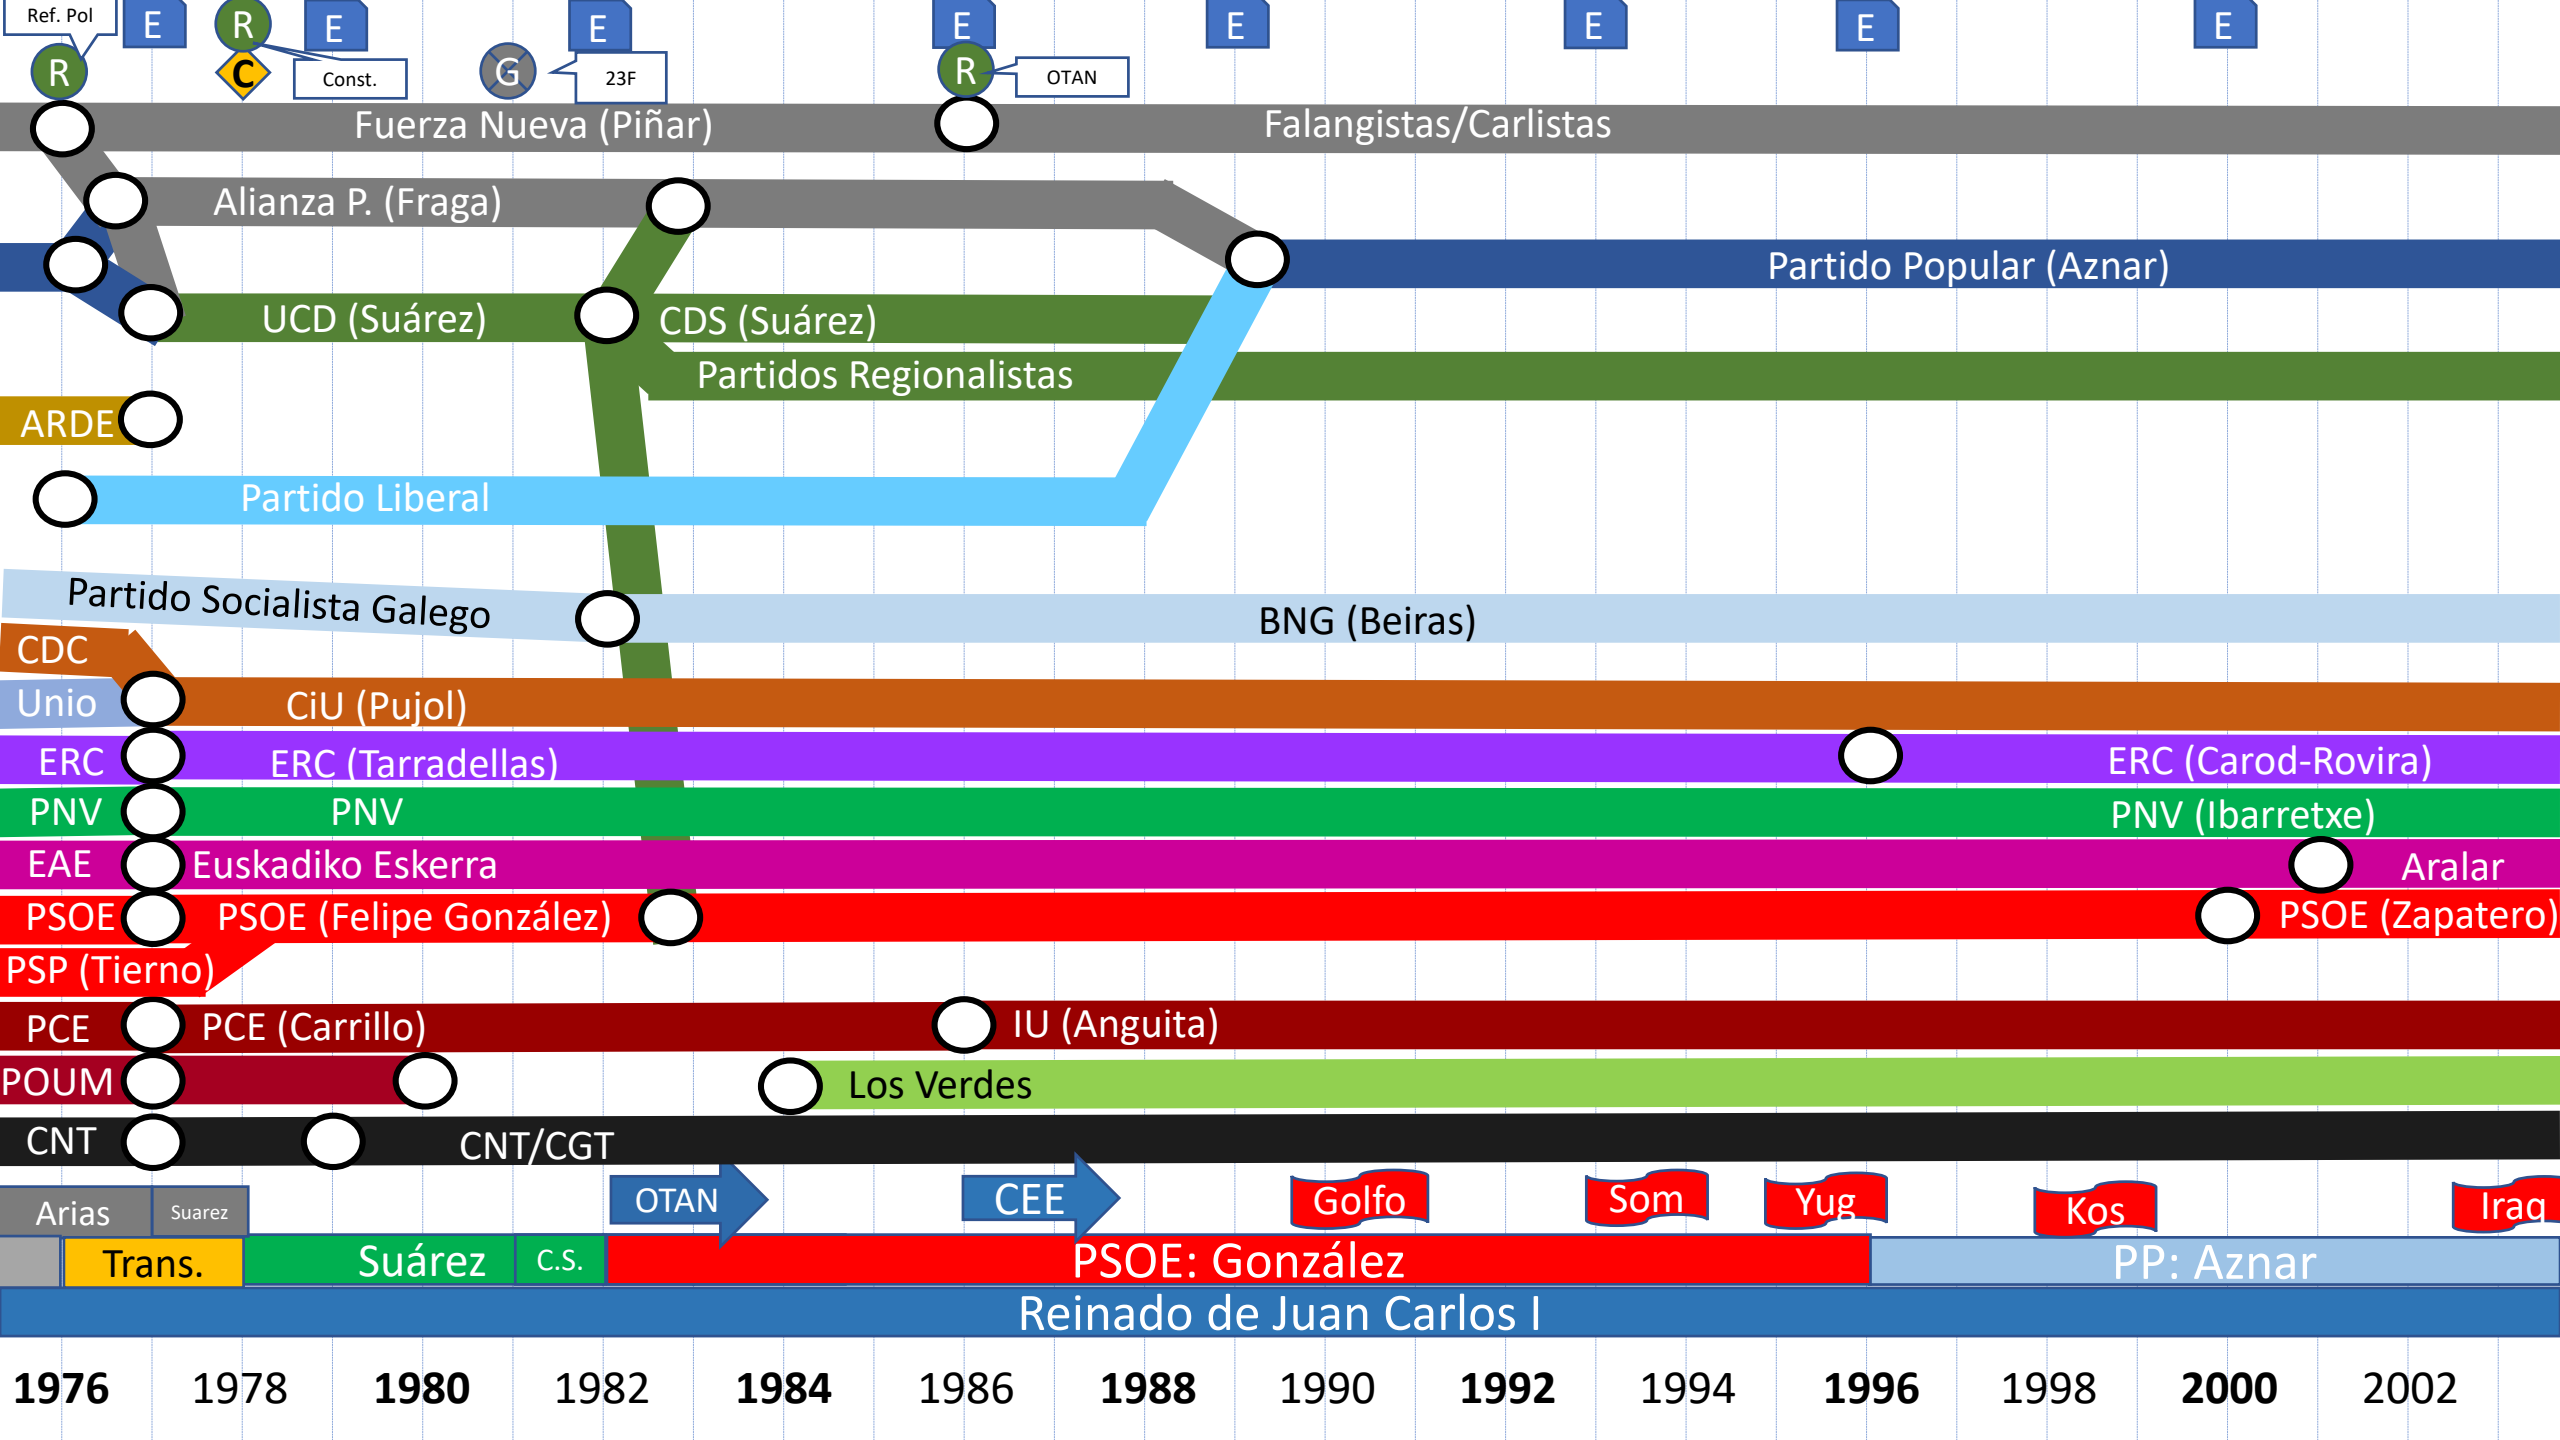 Ref. Pol
E
R
E
E
E
E
E
E
E
R
C
Const.
G
23F
R
OTAN
Fuerza Nueva (Piñar)
Falangistas/Carlistas
Alianza P. (Fraga)
Partido Popular (Aznar)
UCD (Suárez)
CDS (Suárez)
Partidos Regionalistas
ARDE
Partido Liberal
Partido Socialista Galego
BNG (Beiras)
CDC
Unio
CiU (Pujol)
ERC
ERC (Tarradellas)
ERC (Carod-Rovira)
PNV
PNV
PNV (Ibarretxe)
EAE
Euskadiko Eskerra
Aralar
PSOE
PSOE (Felipe González)
PSOE (Zapatero)
PSP (Tierno)
PCE
PCE (Carrillo)
IU (Anguita)
POUM
Los Verdes
CNT
CNT/CGT
OTAN
CEE
Golfo
Som
Yug
Kos
Iraq
Arias
Suarez
Trans.
Suárez
C.S.
PSOE: González
PP: Aznar
Reinado de Juan Carlos I
1976
1978
1980
1982
1984
1986
1988
1990
1992
1994
1996
1998
2000
2002